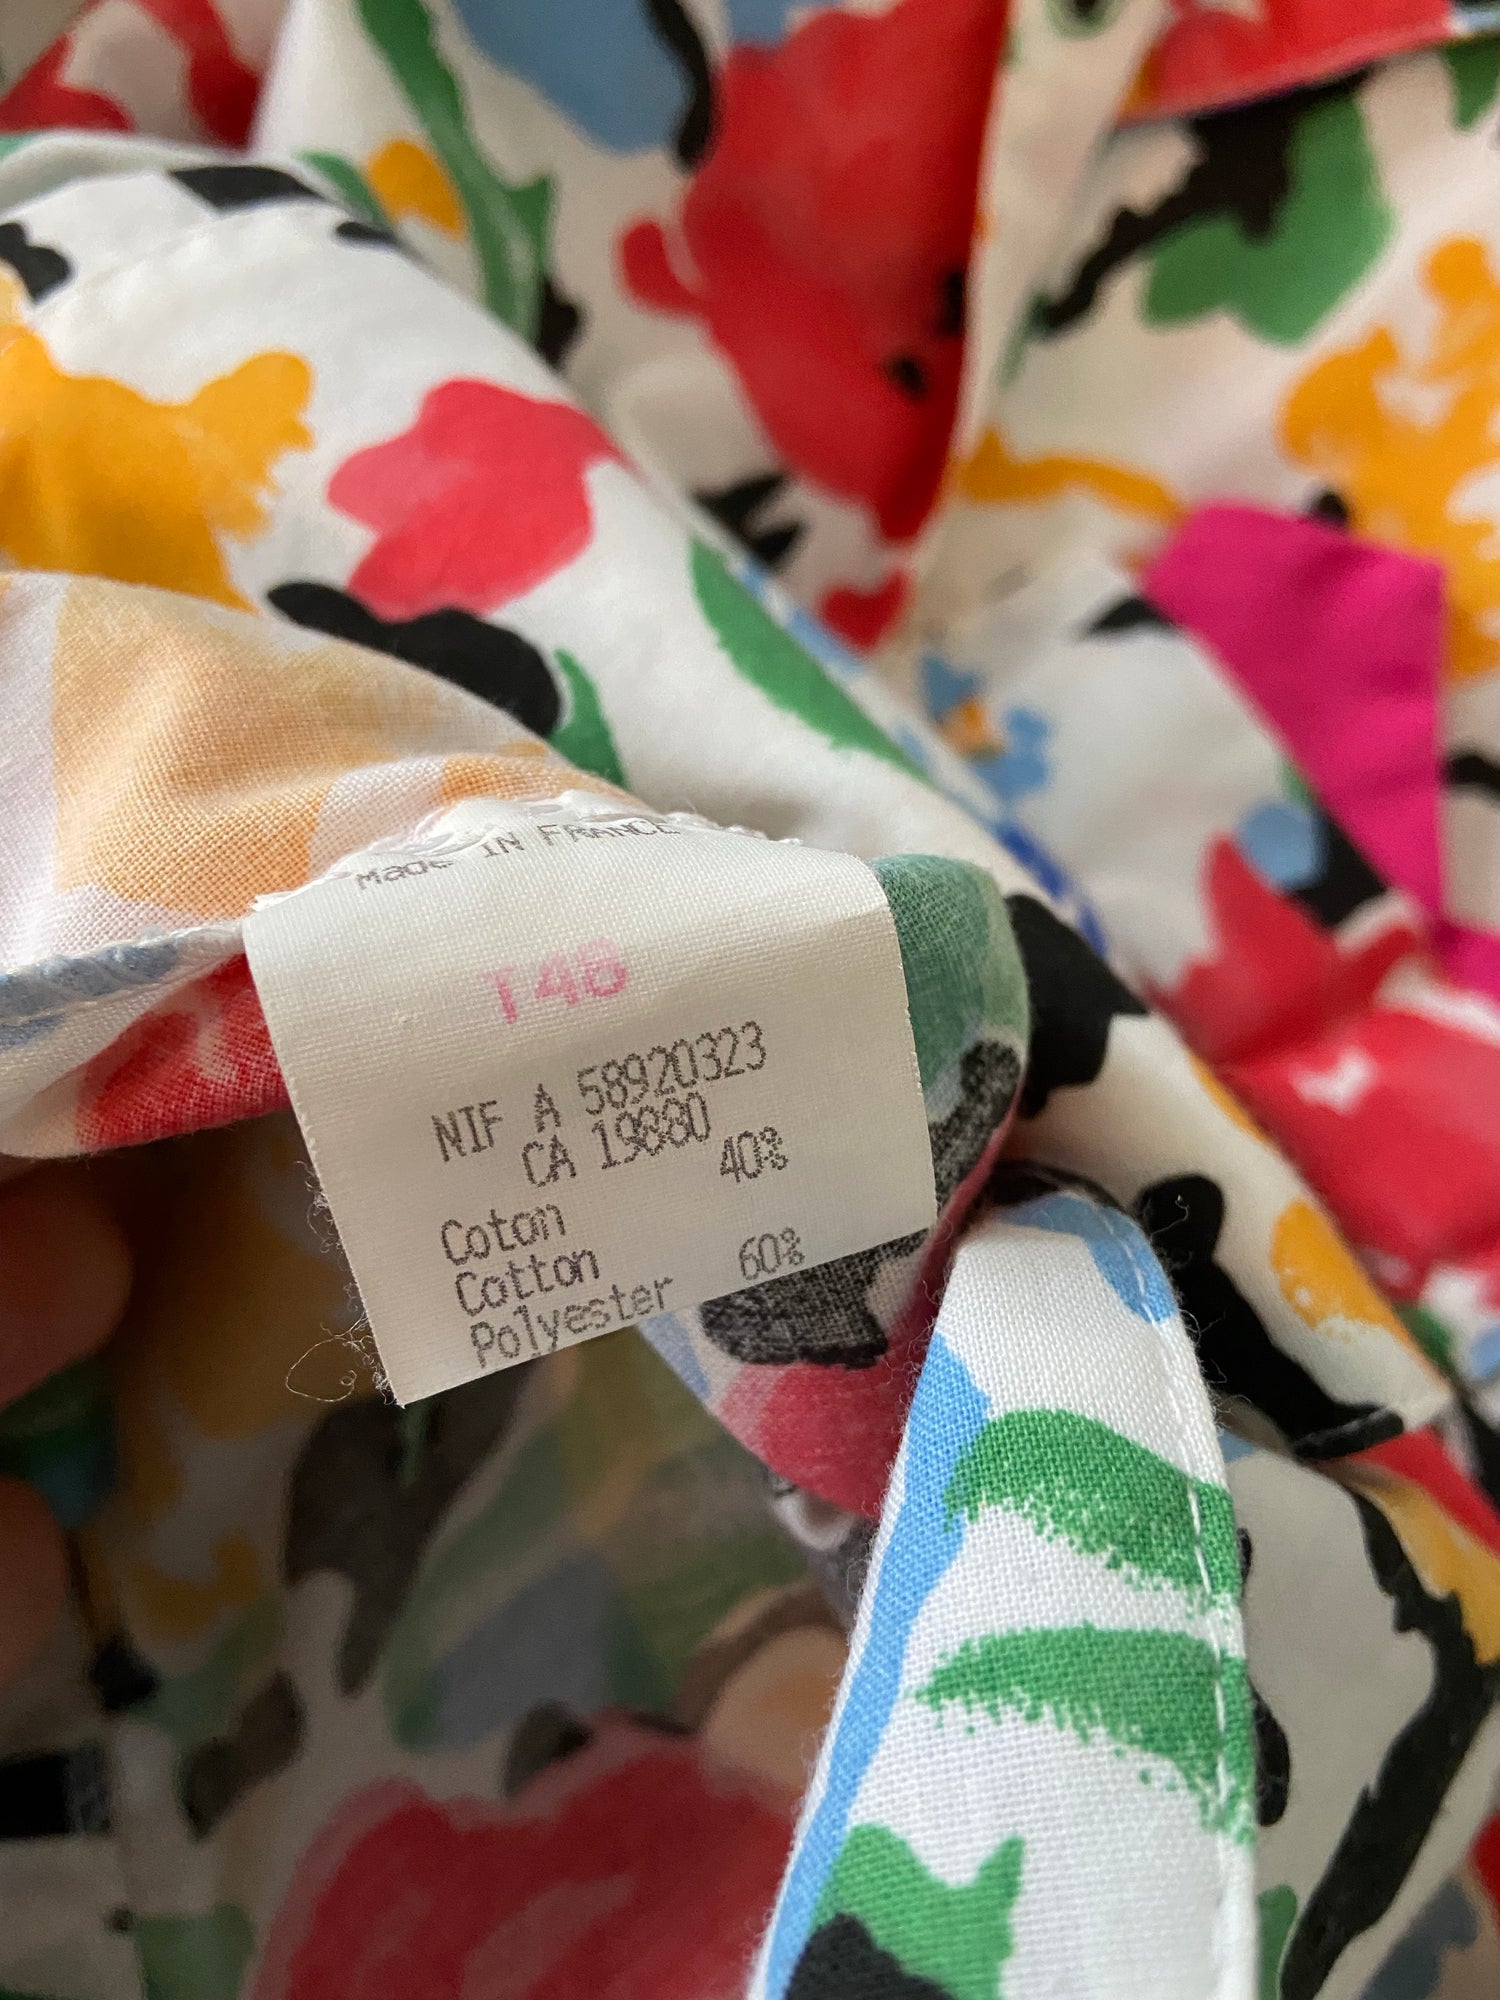 Made IN FRANCE
T48
NIF A 58920323
CA 19880
40%
Coton
Cotton
60%
Polyester